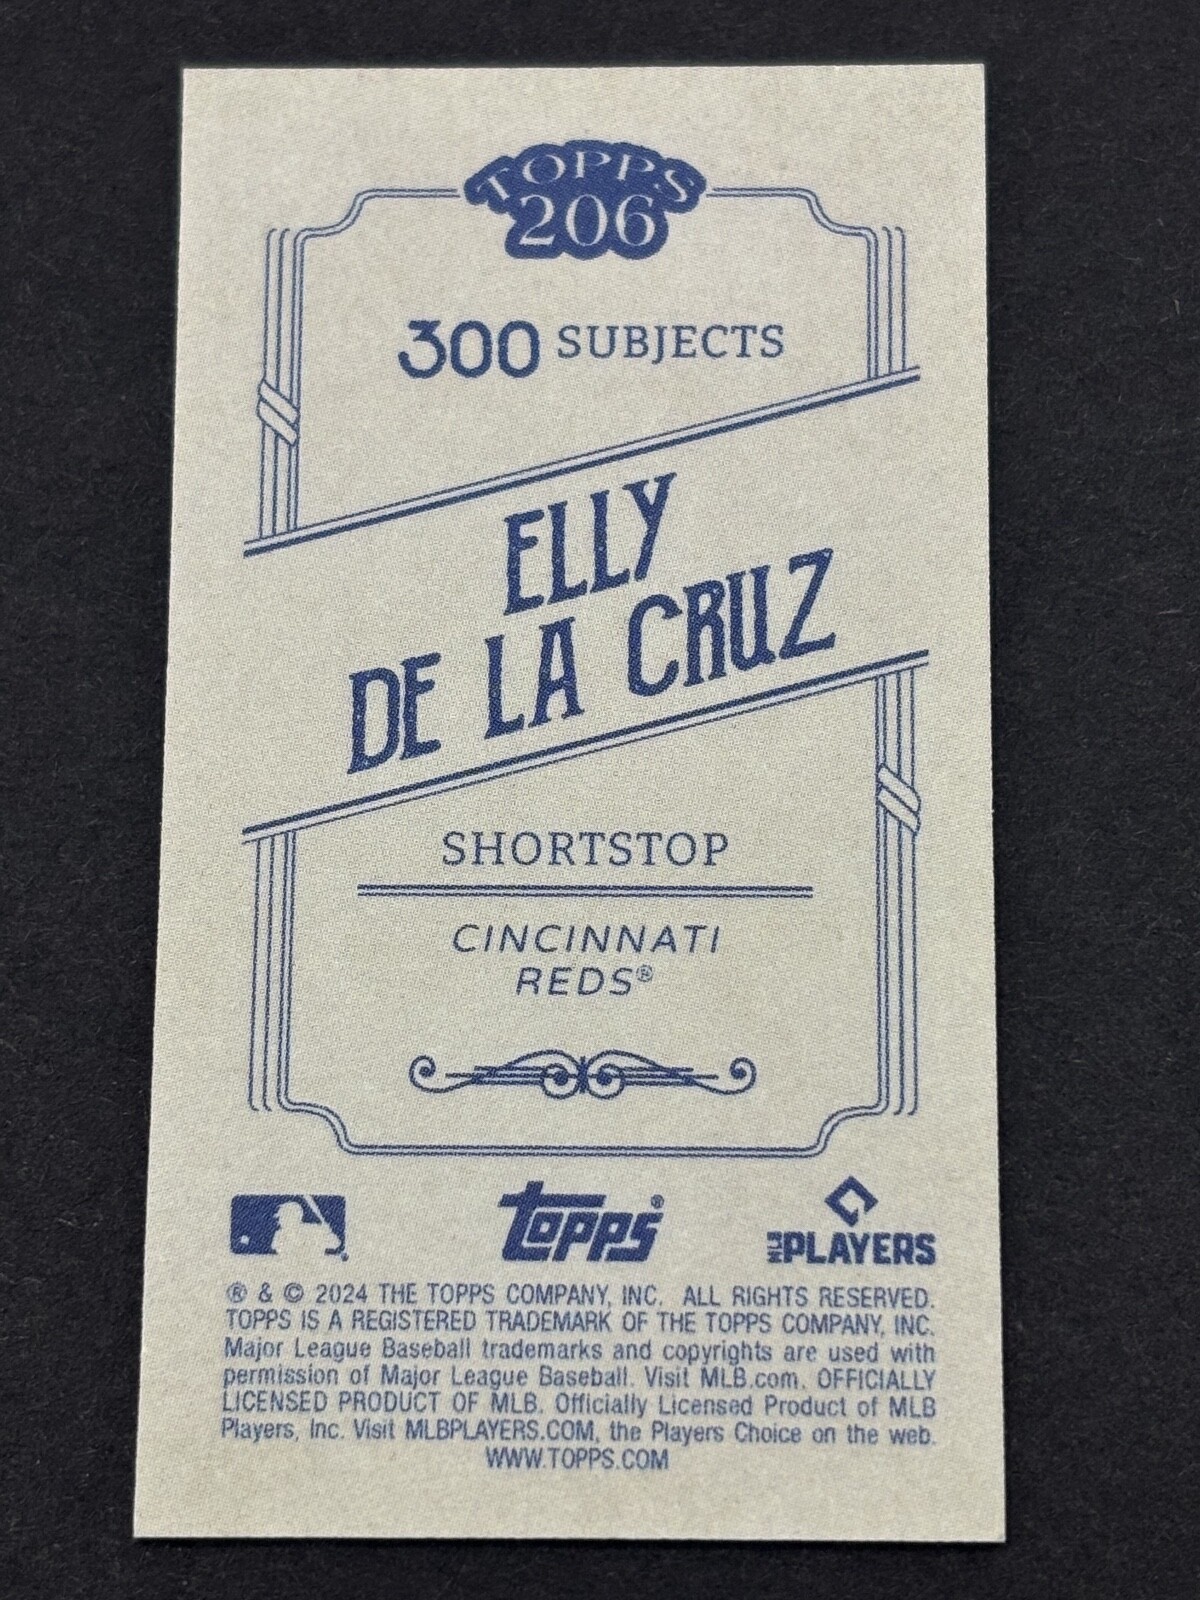 TOPPS
206
300 SUBJECTS
ELLY
DE LA CRUZ
SHORTSTOP
CINCINNATI
REDS®
Topps®
MLB PLAYERS
® & © 2024 THE TOPPS COMPANY, INC. ALL RIGHTS RESERVED.
TOPPS IS A REGISTERED TRADEMARK OF THE TOPPS COMPANY, INC.
Major League Baseball trademarks and copyrights are used with
permission of Major League Baseball. Visit MLB.com. OFFICIALLY
LICENSED PRODUCT OF MLB. Officially Licensed Product of MLB
Players, Inc. Visit MLBPLAYERS.COM, the Players Choice on the web.
WWW.TOPPS.COM